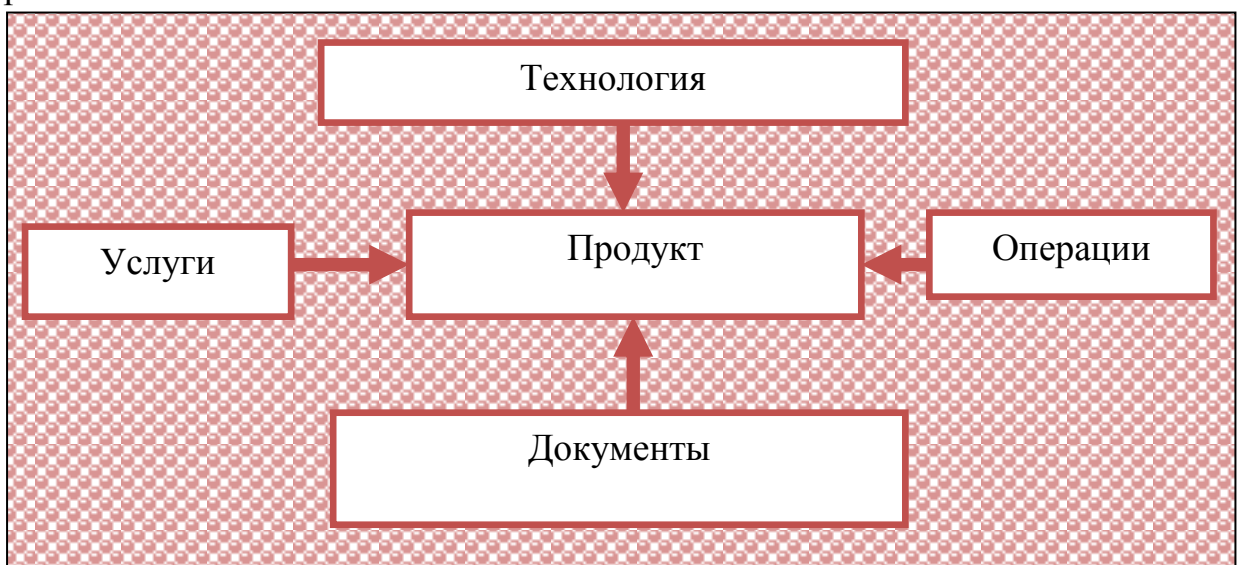 Технология
Услуги
Продукт
Операции
Документы